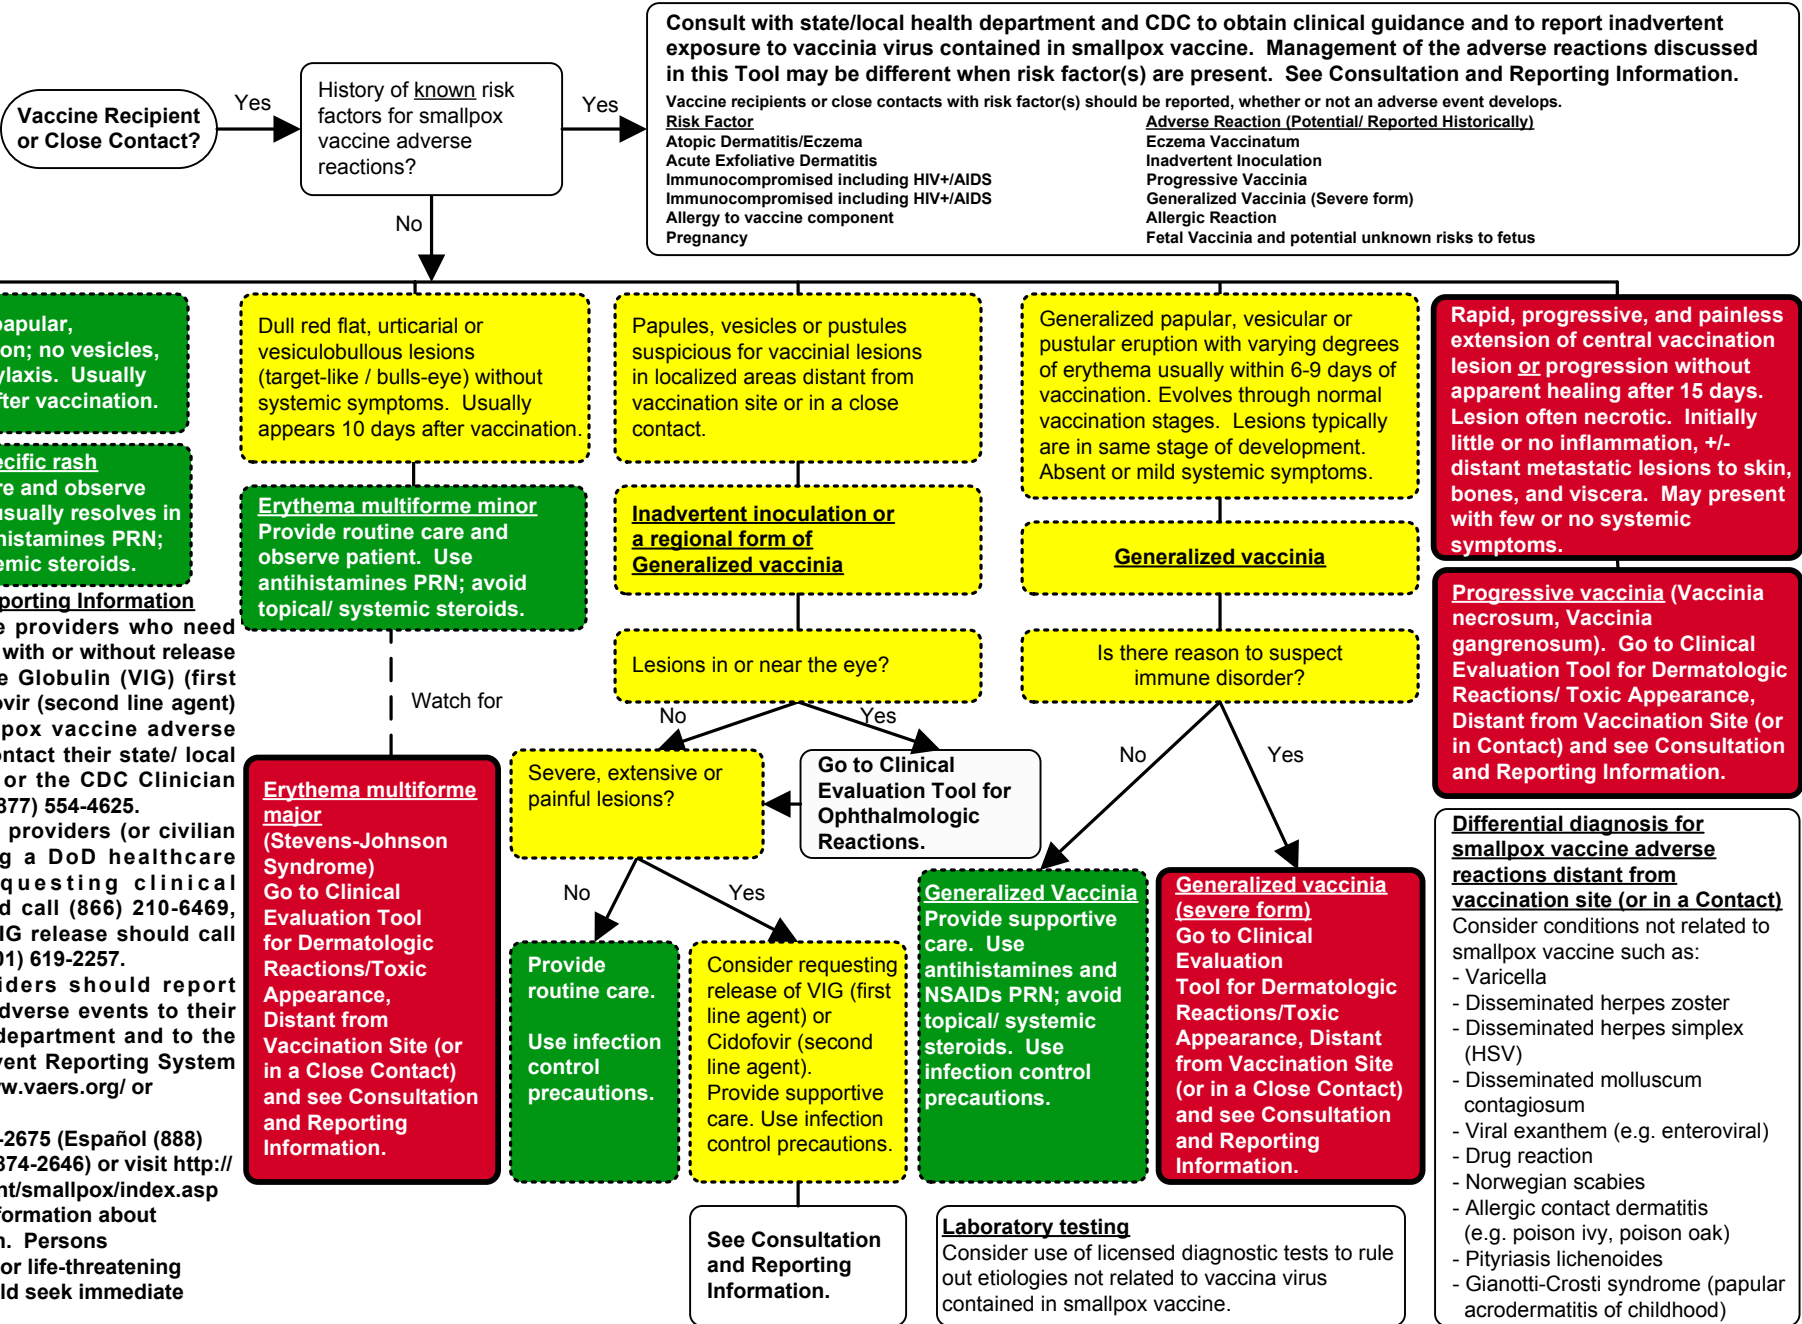 Consult with state/local health department and CDC to obtain clinical guidance and to report inadvertent
exposure to vaccinia virus contained in smallpox vaccine. Management of the adverse reactions discussed
in this Tool may be different when risk factor(s) are present. See Consultation and Reporting Information.
Vaccine recipients or close contacts with risk factor(s) should be reported, whether or not an adverse event develops.
Risk Factor Adverse Reaction (Potential/ Reported Historically)
Atopic Dermatitis/Eczema Eczema Vaccinatum
Acute Exfoliative Dermatitis Inadvertent Inoculation
Immunocompromised including HIV+/AIDS Progressive Vaccinia
Immunocompromised including HIV+/AIDS Generalized Vaccinia (Severe form)
Allergy to vaccine component Allergic Reaction
Pregnancy Fetal Vaccinia and potential unknown risks to fetus
Vaccine Recipient
or Close Contact?
Yes
History of known risk
factors for smallpox
vaccine adverse
reactions?
Yes
No
papular,
on; no vesicles,
ylaxis. Usually
fter vaccination.
ecific rash
re and observe
usually resolves in
histamines PRN;
emic steroids.
porting Information
e providers who need
with or without release
e Globulin (VIG) (first
ofovir (second line agent)
lpox vaccine adverse
ontact their state/ local
or the CDC Clinician
877) 554-4625.
providers (or civilian
g a DoD healthcare
questing clinical
d call (866) 210-6469,
VIG release should call
01) 619-2257.
iders should report
adverse events to their
department and to the
vent Reporting System
w.vaers.org/ or
-2675 (Español (888)
874-2646) or visit http://
nt/smallpox/index.asp
nformation about
n. Persons
or life-threatening
ld seek immediate
Dull red flat, urticarial or
vesiculobullous lesions
(target-like / bulls-eye) without
systemic symptoms. Usually
appears 10 days after vaccination.
Erythema multiforme minor
Provide routine care and
observe patient. Use
antihistamines PRN; avoid
topical/ systemic steroids.
Watch for
Erythema multiforme
major
(Stevens-Johnson
Syndrome)
Go to Clinical
Evaluation Tool
for Dermatologic
Reactions/Toxic
Appearance,
Distant from
Vaccination Site (or
in a Close Contact)
and see Consultation
and Reporting
Information.
Papules, vesicles or pustules
suspicious for vaccinial lesions
in localized areas distant from
vaccination site or in a close
contact.
Inadvertent inoculation or
a regional form of
Generalized vaccinia
Lesions in or near the eye?
No
Yes
Severe, extensive or
painful lesions?
Go to Clinical
Evaluation Tool for
Ophthalmologic
Reactions.
No
Yes
Provide
routine care.
Use infection
control
precautions.
Consider requesting
release of VIG (first
line agent) or
Cidofovir (second
line agent).
Provide supportive
care. Use infection
control precautions.
See Consultation
and Reporting
Information.
Generalized papular, vesicular or
pustular eruption with varying degrees
of erythema usually within 6-9 days of
vaccination. Evolves through normal
vaccination stages. Lesions typically
are in same stage of development.
Absent or mild systemic symptoms.
Generalized vaccinia
Is there reason to suspect
immune disorder?
No
Yes
Generalized Vaccinia
Provide supportive
care. Use
antihistamines and
NSAIDs PRN; avoid
topical/ systemic
steroids. Use
infection control
precautions.
Generalized vaccinia
(severe form)
Go to Clinical
Evaluation
Tool for Dermatologic
Reactions/Toxic
Appearance, Distant
from Vaccination Site
(or in a Close Contact)
and see Consultation
and Reporting
Information.
Laboratory testing
Consider use of licensed diagnostic tests to rule
out etiologies not related to vaccina virus
contained in smallpox vaccine.
Rapid, progressive, and painless
extension of central vaccination
lesion or progression without
apparent healing after 15 days.
Lesion often necrotic. Initially
little or no inflammation, +/-
distant metastatic lesions to skin,
bones, and viscera. May present
with few or no systemic
symptoms.
Progressive vaccinia (Vaccinia
necrosum, Vaccinia
gangrenosum). Go to Clinical
Evaluation Tool for Dermatologic
Reactions/ Toxic Appearance,
Distant from Vaccination Site (or
in Contact) and see Consultation
and Reporting Information.
Differential diagnosis for
smallpox vaccine adverse
reactions distant from
vaccination site (or in a Contact)
Consider conditions not related to
smallpox vaccine such as:
- Varicella
- Disseminated herpes zoster
- Disseminated herpes simplex
(HSV)
- Disseminated molluscum
contagiosum
- Viral exanthem (e.g. enteroviral)
- Drug reaction
- Norwegian scabies
- Allergic contact dermatitis
(e.g. poison ivy, poison oak)
- Pityriasis lichenoides
- Gianotti-Crosti syndrome (papular
acrodermatitis of childhood)